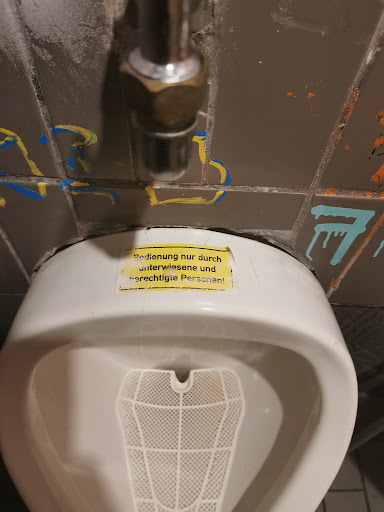 Bedienung nur durch
unterwiesene und
berechtigte Personen!